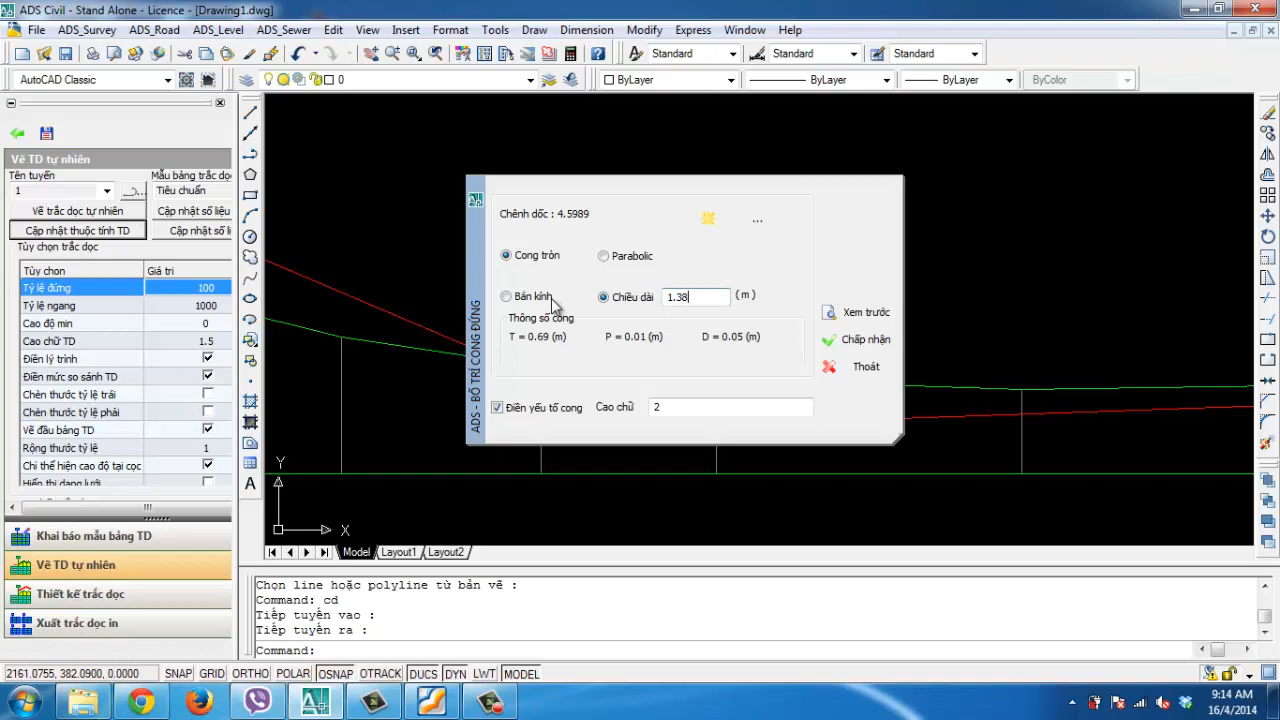 ADS Civil - Stand Alone - Licence - [Drawing1.dwg]
File ADS_Survey ADS_Road ADS_Level ADS_Sewer Edit View Insert Format Tools Draw Dimension Modify Express Window Help
Standard Standard Standard
AutoCAD Classic 0 ByLayer ByLayer ByLayer ByColor
Vẽ TD tự nhiên
Tên tuyến Mẫu bảng trắc dọ
1 ... Tiêu chuẩn
Vẽ trắc dọc tự nhiên Cập nhật số liệu
Cập nhật thuộc tính TD Cập nhật số li
Tùy chọn trắc dọc
Tùy chọn Giá trị
Tỷ lệ đứng 100
Tỷ lệ ngang 1000
Cao độ min 0
Cao chữ TD 1.5
Điền lý trình
Điền mức so sánh TD
Chèn thước tỷ lệ trái
Chèn thước tỷ lệ phải
Vẽ đầu bảng TD
Rộng thước tỷ lệ 1
Chỉ thể hiện cao độ tại cọc
Hiển thị dạng lưới
Khai báo mẫu bảng TD
Vẽ TD tự nhiên
Thiết kế trắc dọc
Xuất trắc dọc in
ADS - BỐ TRÍ CONG ĐỨNG
Chênh dốc : 4.5989 ...
Cong tròn Parabolic
Bán kính Chiều dài 1.38 ( m )
Thông số cong
T = 0.69 (m) P = 0.01 (m) D = 0.05 (m)
Xem trước
Chấp nhận
Thoát
Điền yếu tố cong Cao chữ 2
Y
X
A
Model Layout1 Layout2
Chọn line hoặc polyline từ bản vẽ :
Command: cd
Tiếp tuyến vao :
Tiếp tuyến ra :
Command:
2161.0755, 382.0900, 0.0000 SNAP GRID ORTHO POLAR OSNAP OTRACK DUCS DYN LWT MODEL
9:14 AM
16/4/2014